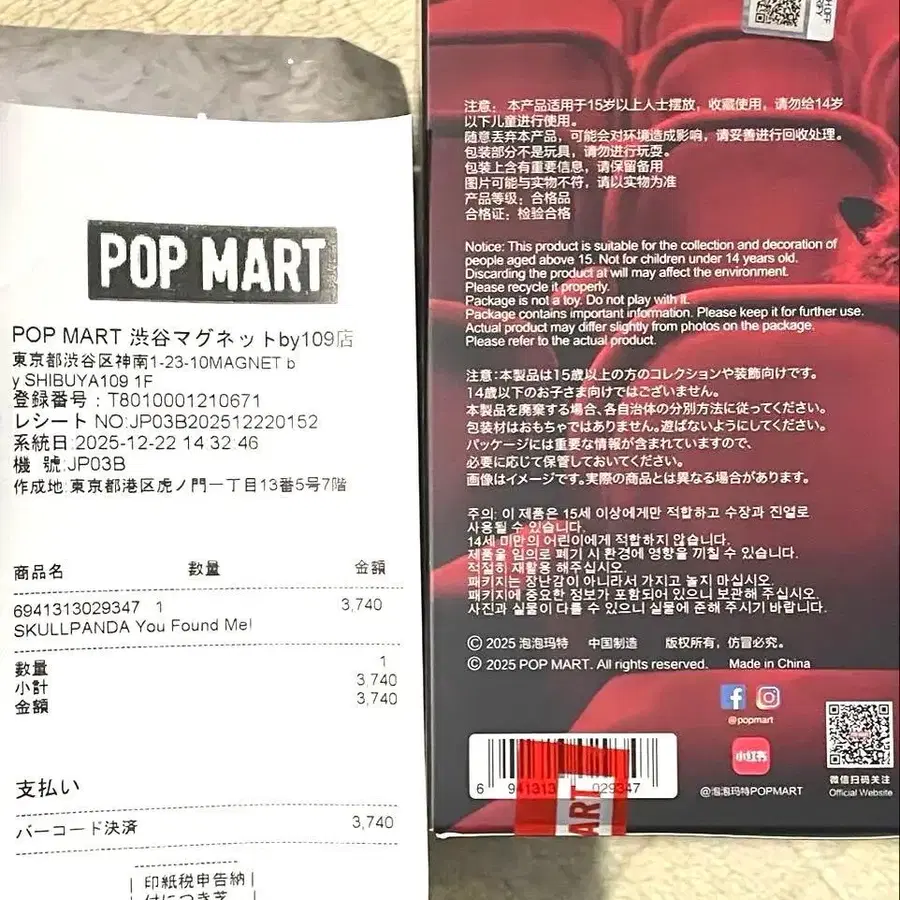 POP MART
POP MART 渋谷マグネットby109店
東京都渋谷区神南1-23-10MAGNET b
y SHIBUYA109 1F
登録番号：T8010001210671
レシート NO:JP03B202512220152
系統日:2025-12-22 14:32:46
機 號:JP03B
作成地:東京都港区虎ノ門一丁目13番5号7階
商品名 数量 金額
6941313029347 1 3,740
SKULLPANDA You Found Me!
数量 1
小計 3,740
金額 3,740
支払い
バーコード決済 3,740
印紙税申告納
付につき芝
注意：本产品适用于15岁以上人士摆放，收藏使用，请勿给14岁
以下儿童进行使用。
随意丢弃本产品，可能会对环境造成影响，请妥善进行回收处理。
包装部分不是玩具，请勿进行玩耍。
包装上含有重要信息，请保留备用
图片可能与实物不符，请以实物为准
产品等级：合格品
合格证：检验合格
Notice: This product is suitable for the collection and decoration of
people aged above 15. Not for children under 14 years old.
Discarding the product at will may affect the environment.
Please recycle it properly.
Package is not a toy. Do not play with it.
Package contains important information. Please keep it for further use.
Actual product may differ slightly from photos on the package.
Please refer to the actual product.
注意:本製品は15歳以上の方のコレクションや装飾向けです。
14歳以下のお子さま向けではございません。
本製品を廃棄する場合、各自治体の分別方法に従ってください。
包装材はおもちゃではありません。遊ばないようにしてください。
パッケージには重要な情報が含まれていますので、
必要に応じて保管しておいてください。
画像はイメージです。実際の商品とは異なる場合があります。
주의: 이 제품은 15세 이상에게만 적합하고 수장과 진열로
사용될 수 있습니다.
14세 미만의 어린이에게 적합하지 않습니다.
제품을 임의로 폐기 시 환경에 영향을 끼칠 수 있습니다.
적절히 재활용 해주십시오.
패키지는 장난감이 아니라서 가지고 놀지 마십시오.
패키지에 중요한 정보가 포함되어 있으니 보관해 주십시오.
사진과 실물이 다를 수 있으니 실물에 준해 주시기 바랍니다.
© 2025 泡泡玛特 中国制造 版权所有，仿冒必究。
© 2025 POP MART. All rights reserved. Made in China
@popmart
小红书
@泡泡玛特POPMART
微信扫码关注
Official Website
6 941313 029347
ART